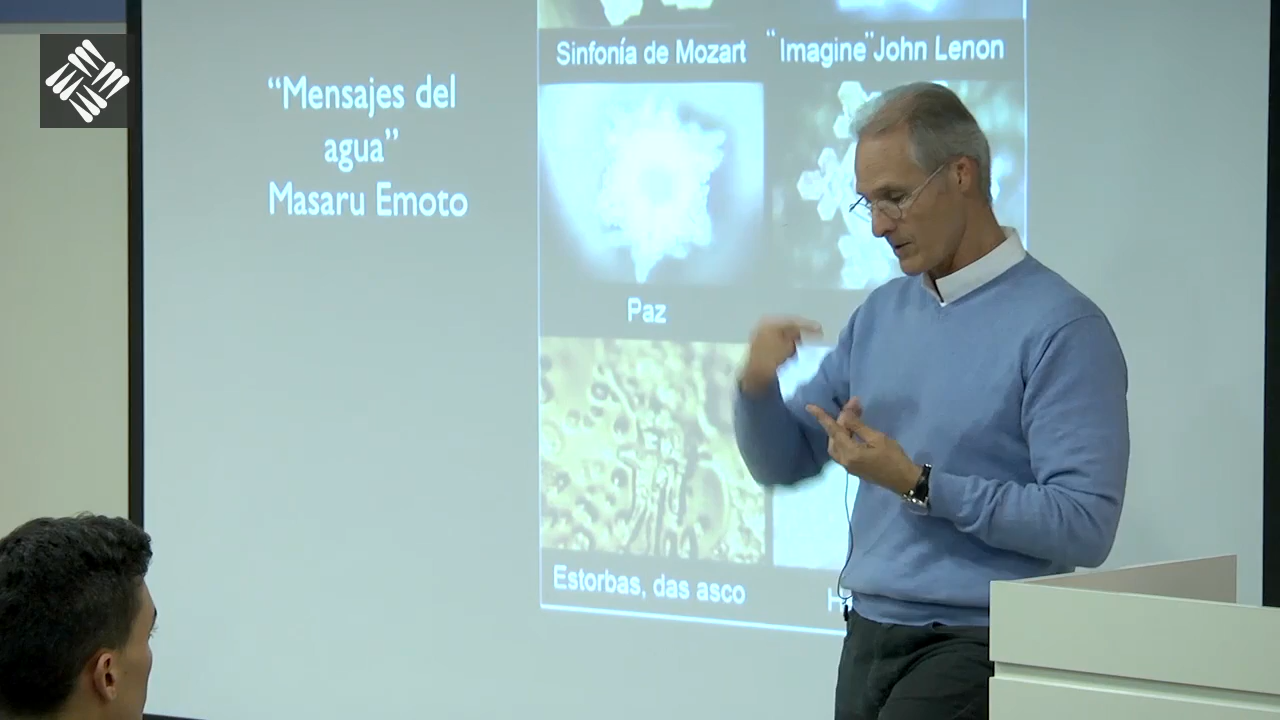 “Mensajes del
agua”
Masaru Emoto
Sinfonía de Mozart
“Imagine” John Lenon
Paz
Estorbas, das asco